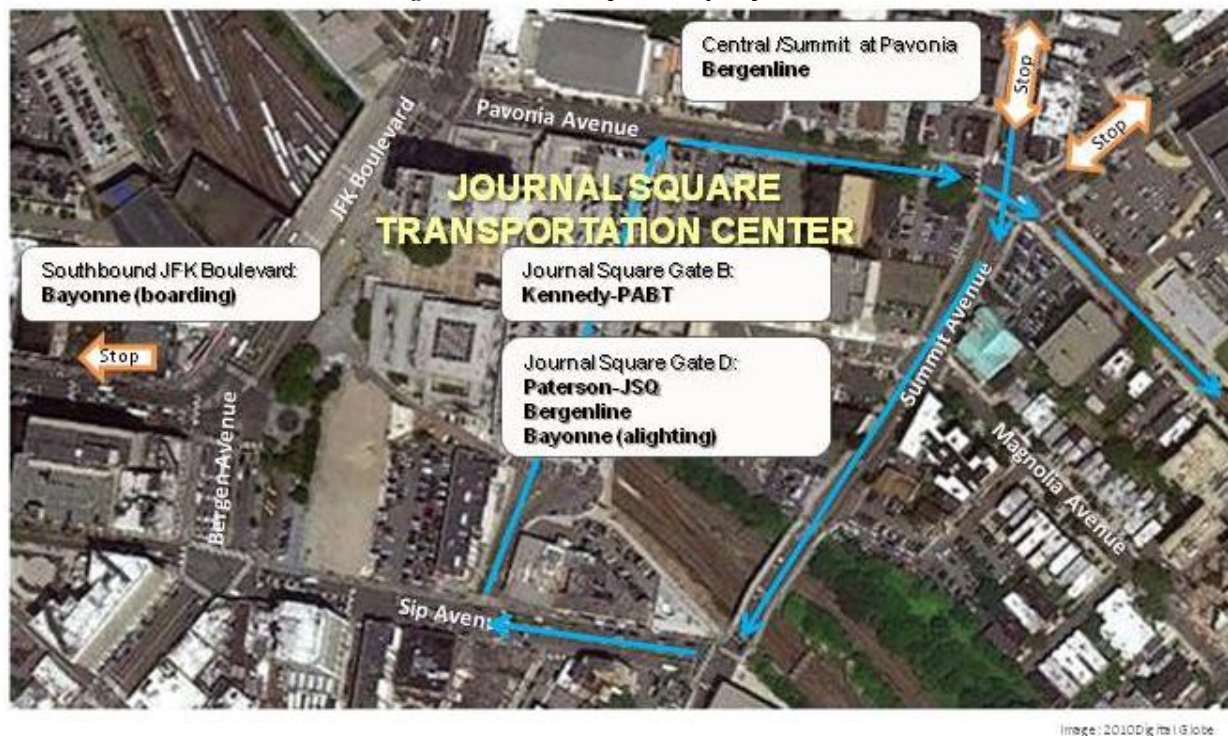 Central /Summit at Pavonia
Bergenline
Stop
Stop
Pavonia Avenue
JFK Boulevard
JOURNAL SQUARE
TRANSPORTATION CENTER
Southbound JFK Boulevard:
Bayonne (boarding)
Journal Square Gate B:
Kennedy-PABT
Stop
Journal Square Gate D:
Paterson-JSQ
Bergenline
Bayonne (alighting)
Summit Avenue
Magnolia Avenue
Bergen Avenue
Sip Avenue
Image: 2010 Digital Globe